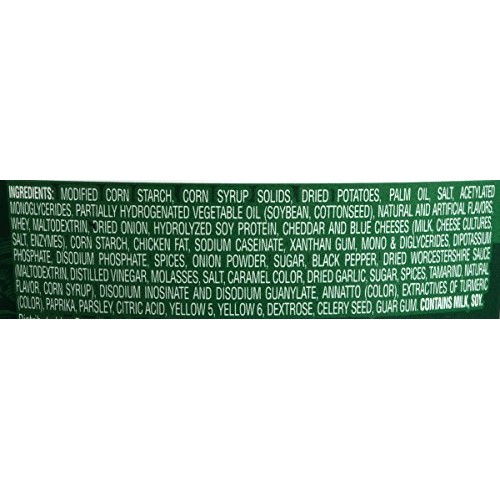 INGREDIENTS: MODIFIED CORN STARCH, CORN SYRUP SOLIDS, DRIED POTATOES, PALM OIL, SALT, ACETYLATED
MONOGLYCERIDES, PARTIALLY HYDROGENATED VEGETABLE OIL (SOYBEAN, COTTONSEED), NATURAL AND ARTIFICIAL FLAVORS,
WHEY, MALTODEXTRIN, DRIED ONION, HYDROLYZED SOY PROTEIN, CHEDDAR AND BLUE CHEESES (MILK, CHEESE CULTURES,
SALT, ENZYMES), CORN STARCH, CHICKEN FAT, SODIUM CASEINATE, XANTHAN GUM, MONO & DIGLYCERIDES, DIPOTASSIUM
PHOSPHATE, DISODIUM PHOSPHATE, SPICES, ONION POWDER, SUGAR, BLACK PEPPER, DRIED WORCESTERSHIRE SAUCE
(MALTODEXTRIN, DISTILLED VINEGAR, MOLASSES, SALT, CARAMEL COLOR, DRIED GARLIC, SUGAR, SPICES, TAMARIND, NATURAL
FLAVOR, CORN SYRUP), DISODIUM INOSINATE AND DISODIUM GUANYLATE, ANNATTO (COLOR), EXTRACTIVES OF TURMERIC
(COLOR), PAPRIKA, PARSLEY, CITRIC ACID, YELLOW 5, YELLOW 6, DEXTROSE, CELERY SEED, GUAR GUM. CONTAINS MILK, SOY.